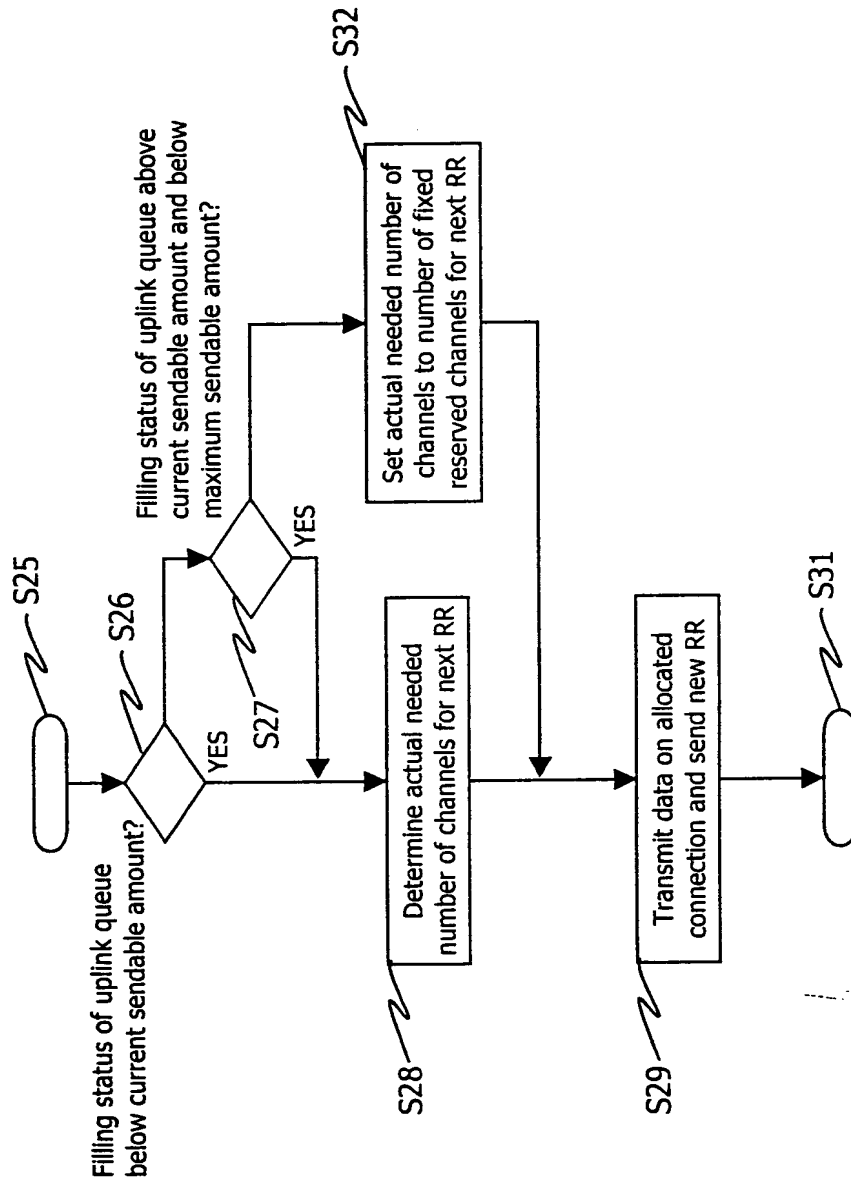 S25
Filling status of uplink queue
below current sendable amount?
S26
YES
Filling status of uplink queue above
current sendable amount and below
maximum sendable amount?
S27
YES
S28
Determine actual needed
number of channels for next RR
S32
Set actual needed number of
channels to number of fixed
reserved channels for next RR
S29
Transmit data on allocated
connection and send new RR
S31